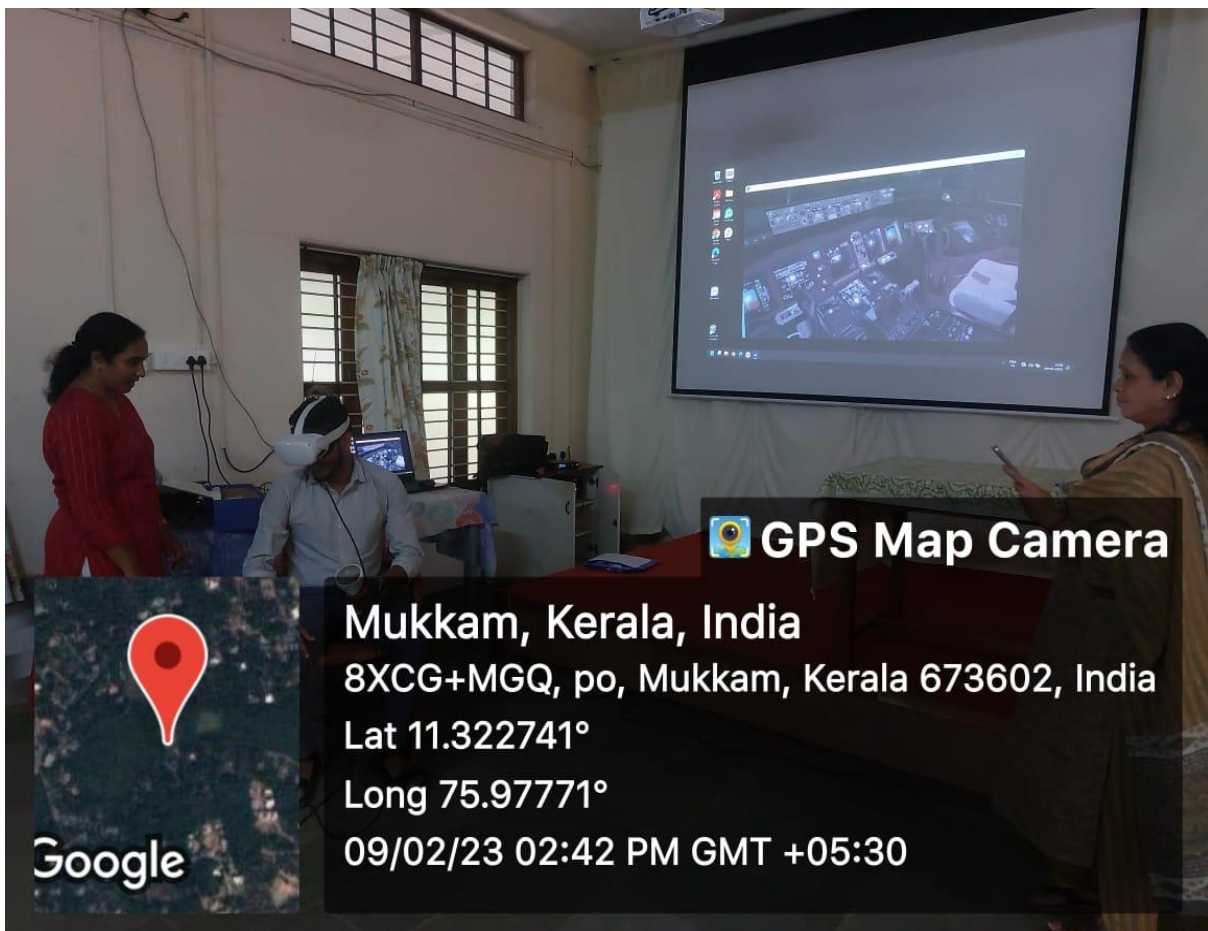 GPS Map Camera
Mukkam, Kerala, India
8XCG+MGQ, po, Mukkam, Kerala 673602, India
Lat 11.322741°
Long 75.97771°
09/02/23 02:42 PM GMT +05:30
Google